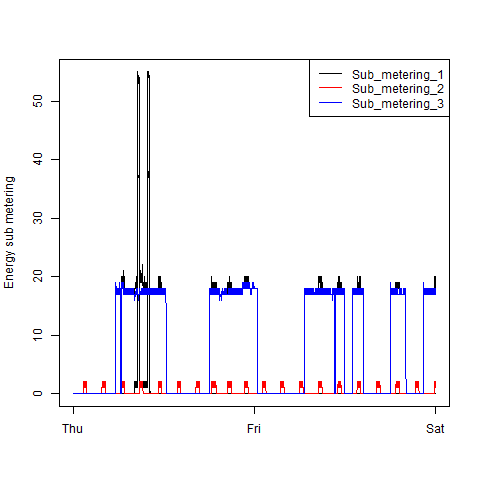 Sub_metering_1
Sub_metering_2
Sub_metering_3
Energy sub metering
50
40
30
20
10
0
Thu
Fri
Sat